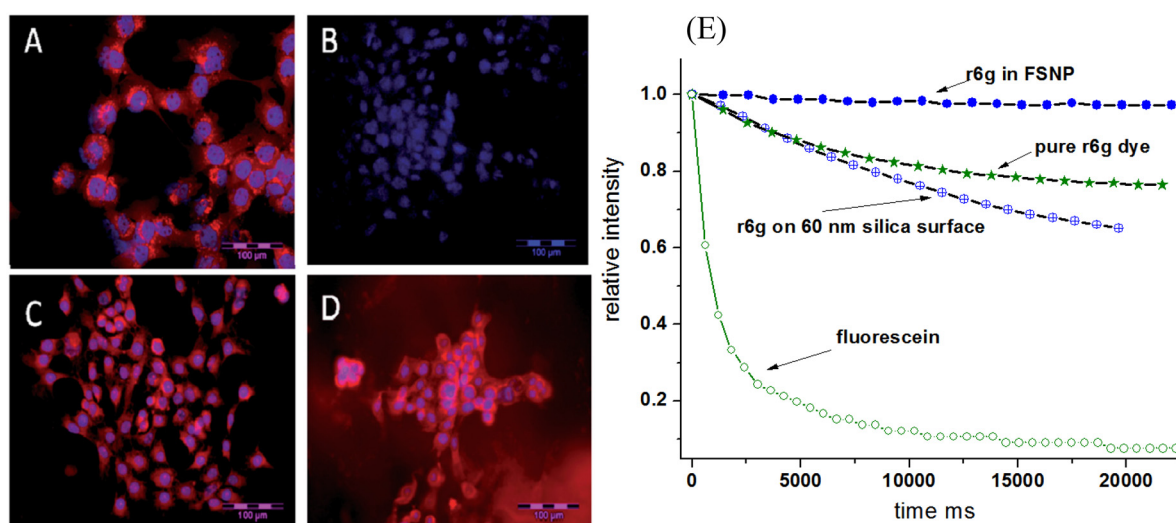 A
B
100 µm
100 µm
C
D
100 µm
100 µm
(E)
r6g in FSNP
pure r6g dye
r6g on 60 nm silica surface
fluorescein
relative intensity
1.0
0.8
0.6
0.4
0.2
0
5000
10000
15000
20000
time ms